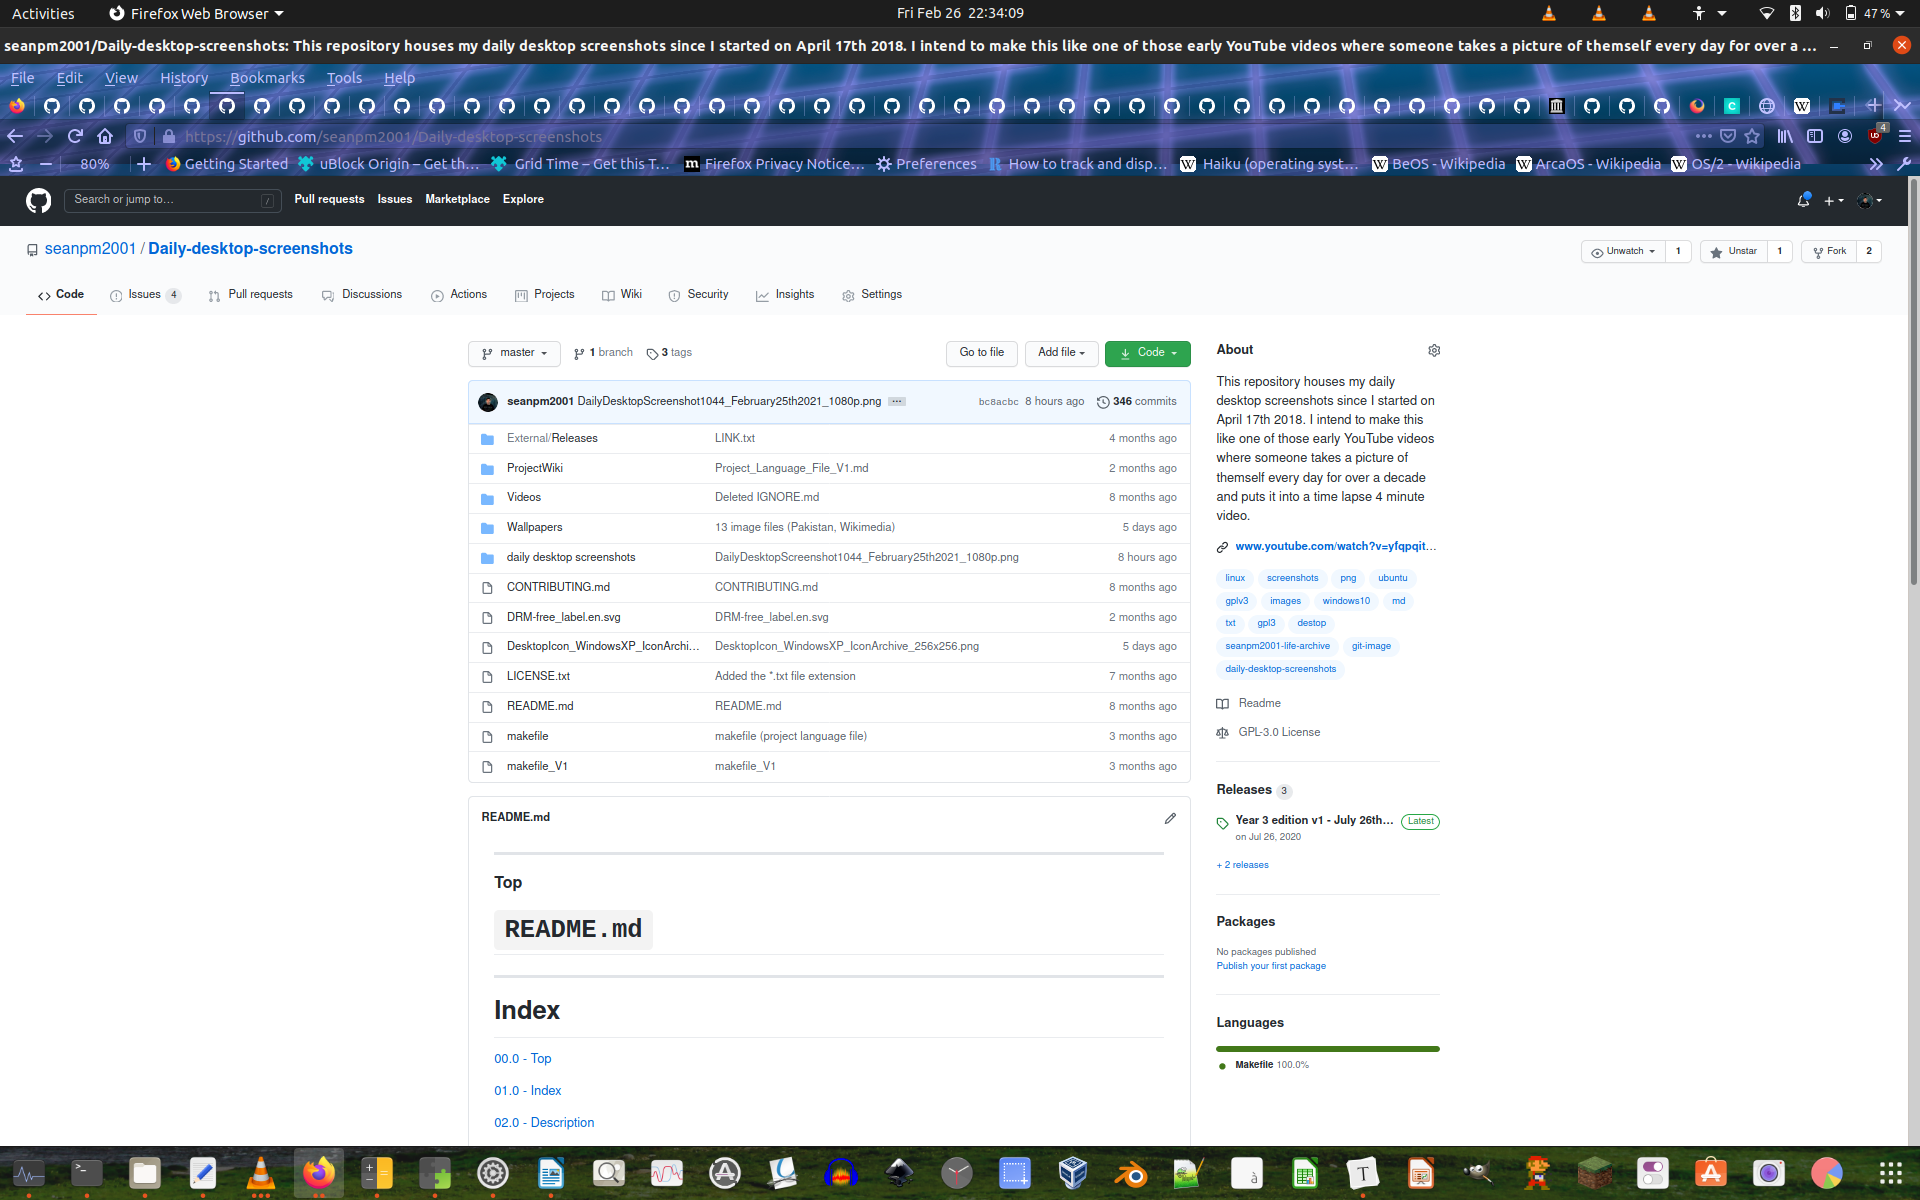 Activities
Firefox Web Browser
Fri Feb 26  22:34:09
47 %
seanpm2001/Daily-desktop-screenshots: This repository houses my daily desktop screenshots since I started on April 17th 2018. I intend to make this like one of those early YouTube videos where someone takes a picture of themself every day for over a ...
File Edit View History Bookmarks Tools Help
https://github.com/seanpm2001/Daily-desktop-screenshots
4
80%
Getting Started
uBlock Origin – Get th…
Grid Time – Get this T…
Firefox Privacy Notice…
Preferences
How to track and disp…
Haiku (operating syst…
BeOS - Wikipedia
ArcaOS - Wikipedia
OS/2 - Wikipedia
Search or jump to…
/
Pull requests Issues Marketplace Explore
seanpm2001 / Daily-desktop-screenshots
Unwatch 1
Unstar 1
Fork 2
Code
Issues 4
Pull requests
Discussions
Actions
Projects
Wiki
Security
Insights
Settings
master
1 branch
3 tags
Go to file
Add file
Code
seanpm2001 DailyDesktopScreenshot1044_February25th2021_1080p.png ...
bc8acbc 8 hours ago
346 commits
External/Releases LINK.txt 4 months ago
ProjectWiki Project_Language_File_V1.md 2 months ago
Videos Deleted IGNORE.md 8 months ago
Wallpapers 13 image files (Pakistan, Wikimedia) 5 days ago
daily desktop screenshots DailyDesktopScreenshot1044_February25th2021_1080p.png 8 hours ago
CONTRIBUTING.md CONTRIBUTING.md 8 months ago
DRM-free_label.en.svg DRM-free_label.en.svg 2 months ago
DesktopIcon_WindowsXP_IconArchi… DesktopIcon_WindowsXP_IconArchive_256x256.png 5 days ago
LICENSE.txt Added the *.txt file extension 7 months ago
README.md README.md 8 months ago
makefile makefile (project language file) 3 months ago
makefile_V1 makefile_V1 3 months ago
README.md
Top
README.md
Index
00.0 - Top
01.0 - Index
02.0 - Description
About
This repository houses my daily
desktop screenshots since I started on
April 17th 2018. I intend to make this
like one of those early YouTube videos
where someone takes a picture of
themself every day for over a decade
and puts it into a time lapse 4 minute
video.
www.youtube.com/watch?v=yfqpqit…
linux screenshots png ubuntu
gplv3 images windows10 md
txt gpl3 destop
seanpm2001-life-archive git-image
daily-desktop-screenshots
Readme
GPL-3.0 License
Releases 3
Year 3 edition v1 - July 26th… Latest
on Jul 26, 2020
+ 2 releases
Packages
No packages published
Publish your first package
Languages
Makefile 100.0%